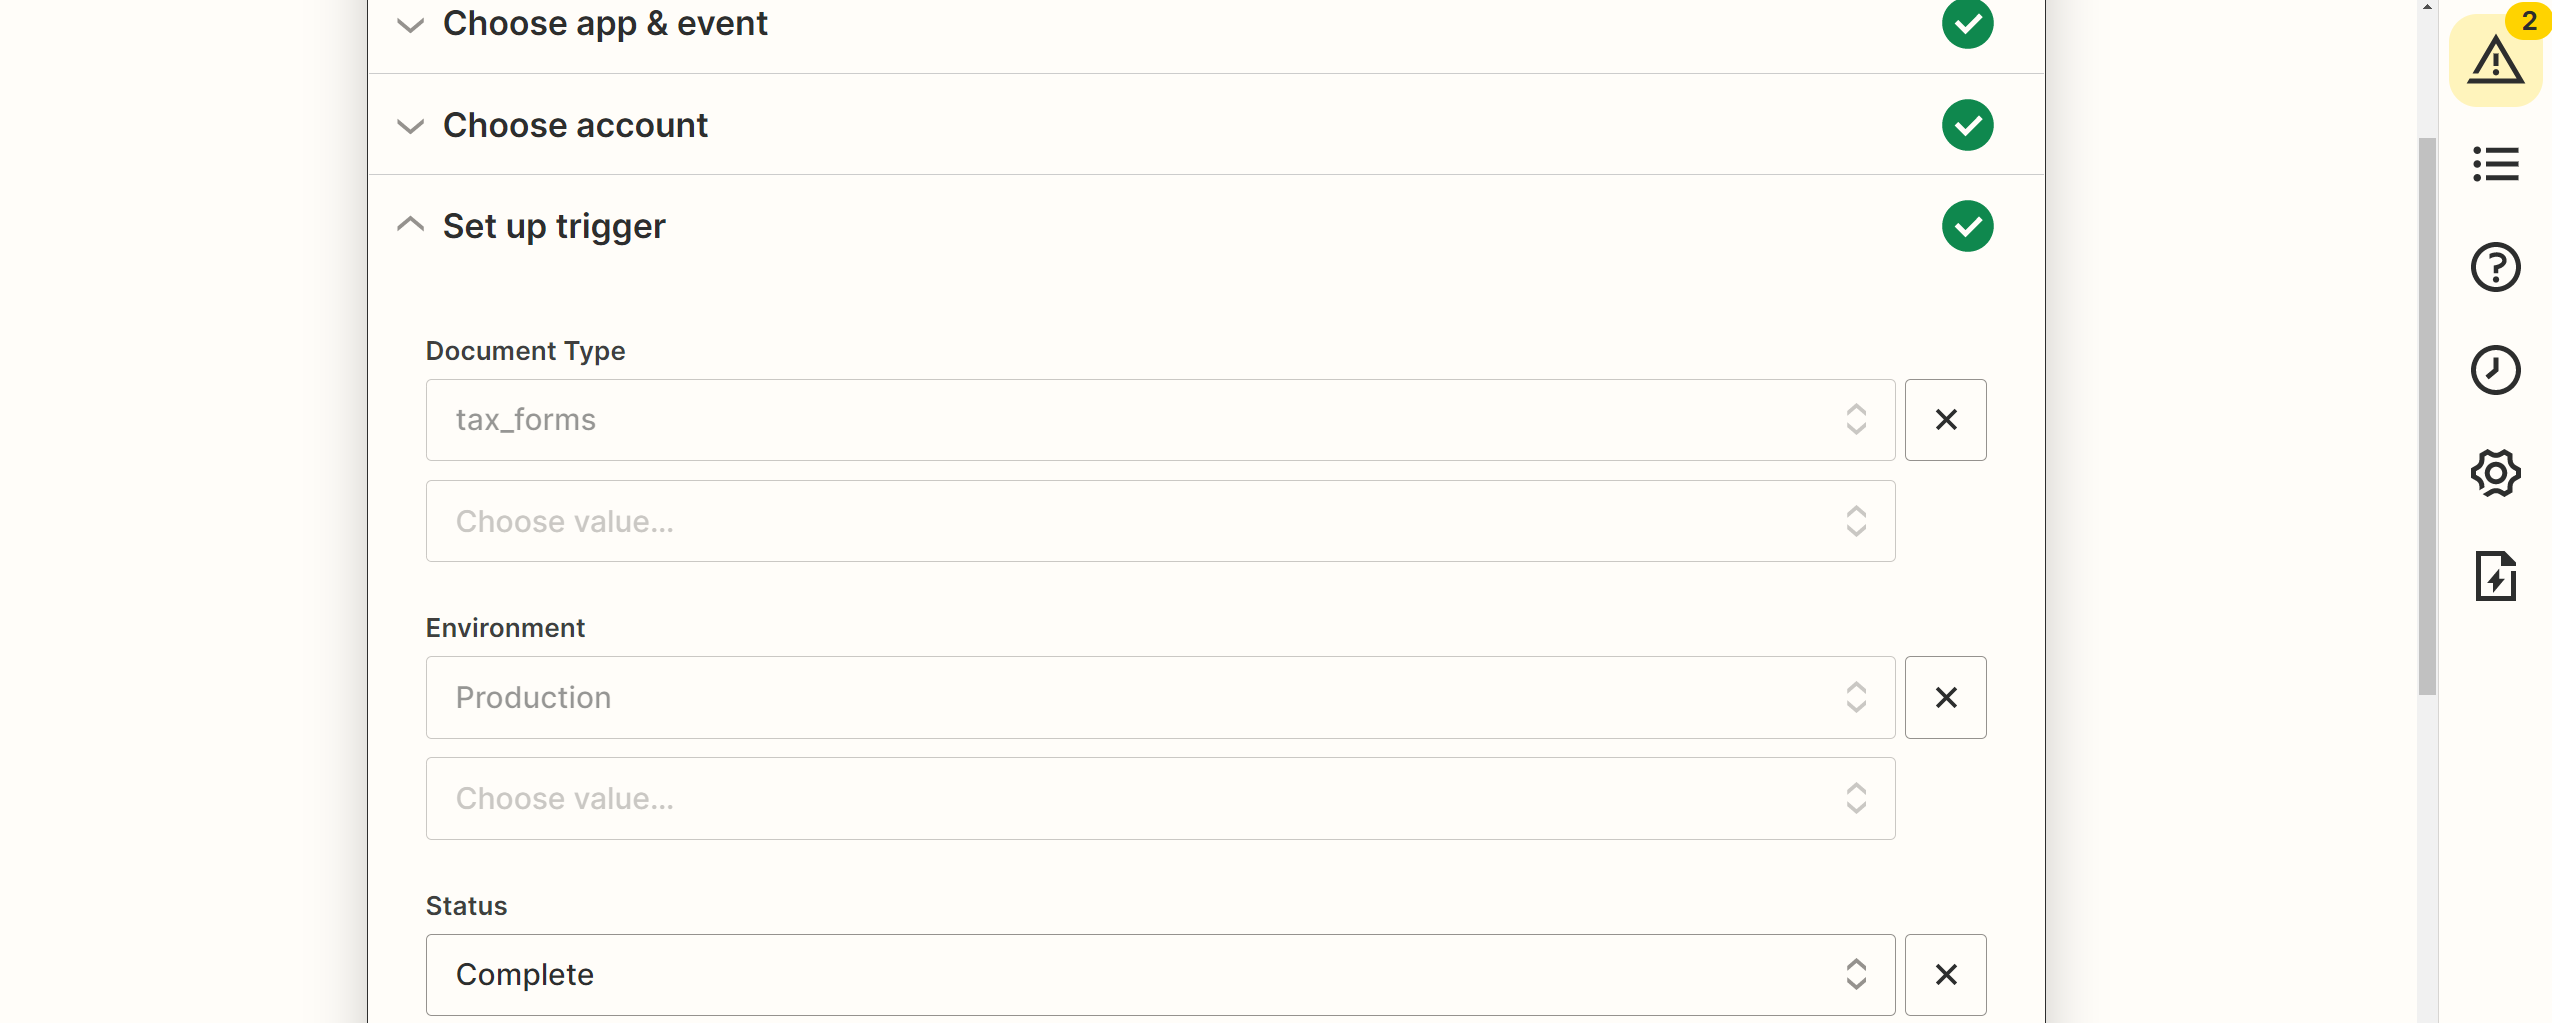 Choose app & event
2
Choose account
Set up trigger
Document Type
tax_forms
Choose value...
Environment
Production
Choose value...
Status
Complete